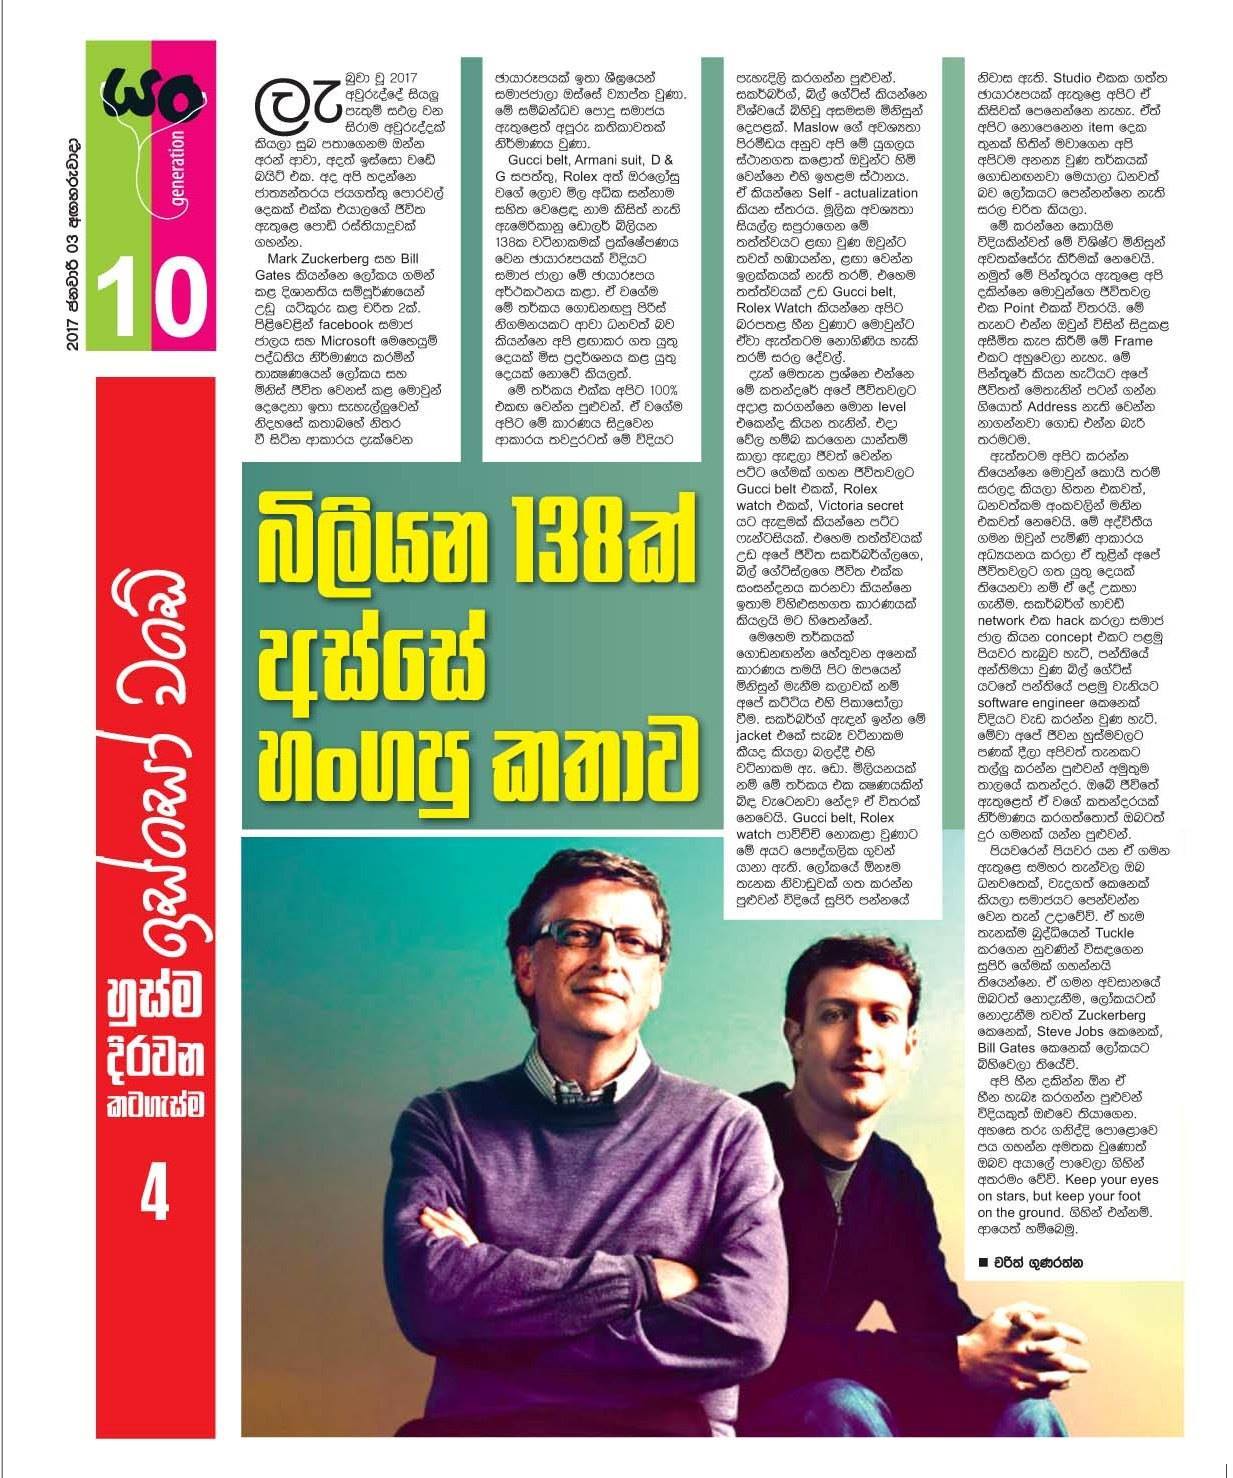 යං
generation
2017 ජනවාරි 03 අඟහරුවාදා
10
ඉස්සෝ වඩේ
හුස්ම
දිරවන
කටගැස්ම
4
බිලියන 138ක්
අස්සේ
හංගපු කතාව
ලැබුවා වූ 2017
අවුරුද්දේ සියලු
පැතුම් සඵල වන
සිරාම අවුරුද්දක්
කියලා සුබ පතාගෙනම ඔන්න
අරන් ආවා, අදත් ඉස්සො වඩේ
බයිට් එක. අද අපි හදන්නෙ
ජාත්‍යන්තරය ජයගත්තු පොරවල්
දෙකක් එක්ක එයාලගේ ජීවිත
ඇතුළෙ පොඩි රස්තියාදුවක්
ගහන්න.
Mark Zuckerberg සහ Bill
Gates කියන්නෙ ලෝකය ගමන්
කළ දිශානතිය සම්පූර්ණයෙන්
උඩු යටිකුරු කළ චරිත 2ක්.
පිළිවෙළින් facebook සමාජ
ජාලය සහ Microsoft මෙහෙයුම්
පද්ධතිය නිර්මාණය කරමින්
තාක්ෂණයෙන් ලෝකය සහ
මිනිස් ජීවිත වෙනස් කළ මොවුන්
දෙදෙනා ඉතා සැහැල්ලුවෙන්
නිදහසේ කතාබහේ නිතර
වී සිටින ආකාරය දැක්වෙන
ඡායාරූපයක් ඉතා ශීඝ්‍රයෙන්
සමාජජාලා ඔස්සේ ව්‍යාප්ත වුණා.
මේ සම්බන්ධව පොදු සමාජය
ඇතුළෙත් අපූරු කතිකාවතක්
නිර්මාණය වුණා.
Gucci belt, Armani suit, D &
G සපත්තු, Rolex අත් ඔරලෝසු
වගේ ලොව මිල අධික සන්නාම
සහිත වෙළෙඳ නාම කිසිත් නැති
ඇමෙරිකානු ඩොලර් බිලියන
138ක වටිනාකමක් ප්‍රක්ෂේපණය
වෙන ඡායාරූපයක් විදියට
සමාජ ජාලා මේ ඡායාරූපය
අර්ථකථනය කළා. ඒ වගේම
මේ තර්කය ගොඩනඟපු පිරිස්
නිගමනයකට ආවා ධනවත් බව
කියන්නෙ අපි ළඟාකර ගත යුතු
දෙයක් මිස ප්‍රදර්ශනය කළ යුතු
දෙයක් නොවේ කියලත්.
මේ තර්කය එක්ක අපිට 100%
එකඟ වෙන්න පුළුවන්. ඒ වගේම
අපිට මේ කාරණය සිදුවෙන
ආකාරය තවදුරටත් මේ විදියට
පැහැදිලි කරගන්න පුළුවන්.
සකර්බර්ග්, බිල් ගේට්ස් කියන්නෙ
විශ්වයේ බිහිවූ අසමසම මිනිසුන්
දෙපළක්. Maslow ගේ අවශ්‍යතා
පිරමීඩය අනුව අපි මේ යුගලය
ස්ථානගත කළොත් ඔවුන්ට හිමි
වෙන්නෙ එහි ඉහළම ස්ථානය.
ඒ කියන්නෙ Self - actualization
කියන ස්තරය. මූලික අවශ්‍යතා
සියල්ල සපුරාගෙන මේ
තත්ත්වයට ළඟා වුණ ඔවුන්ට
තවත් හඹායන්න, ළඟා වෙන්න
ඉලක්කයක් නැති තරම්. එහෙම
තත්ත්වයක් උඩ Gucci belt,
Rolex Watch කියන්නෙ අපිට
බරපතළ හීන වුණාට මොවුන්ට
ඒවා ඇත්තටම නොගිණිය හැකි
තරම් සරල දේවල්.
දැන් මෙතැන ප්‍රශ්නෙ එන්නෙ
මේ කතන්දරේ අපේ ජීවිතවලට
අදාළ කරගන්නෙ මොන level
එකෙන්ද කියන තැනින්. එදා
වේල හම්බ කරගෙන යාන්තම්
කාලා ඇඳලා ජීවත් වෙන්න
පට්ට ගේමක් ගහන ජීවිතවලට
Gucci belt එකක්, Rolex
watch එකක්, Victoria secret
යට ඇඳුමක් කියන්නෙ පට්ට
ෆැන්ටසියක්. එහෙම තත්ත්වයක්
උඩ අපේ ජීවිත සකර්බර්ග්ලගෙ,
බිල් ගේට්ස්ලගෙ ජීවිත එක්ක
සංසන්දනය කරනවා කියන්නෙ
ඉතාම විහිළුසහගත කාරණයක්
කියලයි මට හිතෙන්නේ.
මෙහෙම තර්කයක්
ගොඩනඟන්න හේතුවන අනෙක්
කාරණය තමයි පිට ඔපයෙන්
මිනිසුන් මැනීම කලාවක් නම්
අපේ කට්ටිය එහි පිකාසෝලා
වීම. සකර්බර්ග් ඇඳන් ඉන්න මේ
jacket එකේ සැබෑ වටිනාකම
කීයද කියලා බලද්දී එහි
වටිනාකම ඇ. ඩො. මිලියනයක්
නම් මේ තර්කය එක ක්ෂණයකින්
බිඳ වැටෙනවා නේද? ඒ විතරක්
නෙවෙයි. Gucci belt, Rolex
watch පාවිච්චි නොකළා වුණාට
මේ අයට පෞද්ගලික ගුවන්
යානා ඇති. ලෝකයේ ඕනෑම
තැනක නිවාඩුවක් ගත කරන්න
පුළුවන් විදියේ සුපිරි පන්නයේ
නිවාස ඇති. Studio එකක ගත්ත
ඡායාරූපයක් ඇතුළෙ අපිට ඒ
කිසිවක් පෙනෙන්නෙ නැහැ. ඒත්
අපිට නොපෙනෙන item දෙක
තුනක් හිතින් මවාගෙන අපි
අපිටම අනන්‍ය වුණ තර්කයක්
ගොඩනඟනවා මෙයාලා ධනවත්
බව ලෝකයට පෙන්නන්නෙ නැති
සරල චරිත කියලා.
මේ කරන්නෙ කොයිම
විදියකින්වත් මේ විශිෂ්ට මිනිසුන්
අවතක්සේරු කිරීමක් නෙවෙයි.
නමුත් මේ පින්තූරය ඇතුළෙ අපි
දකින්නෙ මොවුන්ගෙ ජීවිතවල
එක Point එකක් විතරයි. මේ
තැනට එන්න ඔවුන් විසින් සිදුකළ
අසීමිත කැප කිරීම් මේ Frame
එකට අහුවෙලා නැහැ. මේ
පින්තූරේ කියන හැටියට අපේ
ජීවිතත් මෙතැනින් පටන් ගන්න
ගියොත් Address නැති වෙන්න
නාගන්නවා ගොඩ එන්න බැරි
තරමටම.
ඇත්තටම අපිට කරන්න
තියෙන්නෙ මොවුන් කොයි තරම්
සරලද කියලා හිතන එකවත්,
ධනවත්කම අංකවලින් මනින
එකවත් නෙවෙයි. මේ අද්විතීය
ගමන ඔවුන් පැමිණි ආකාරය
අධ්‍යයනය කරලා ඒ තුළින් අපේ
ජීවිතවලට ගත යුතු දෙයක්
තියෙනවා නම් ඒ දේ උකහා
ගැනීම. සකර්බර්ග් හාවඩ්
network එක hack කරලා සමාජ
ජාල කියන concept එකට පළමු
පියවර තැබුව හැටි, පන්තියේ
අන්තිමයා වුණ බිල් ගේට්ස්
යටතේ පන්තියේ පළමු වැනියට
software engineer කෙනෙක්
විදියට වැඩ කරන්න වුණ හැටි.
මේවා අපේ ජීවන හුස්මවලට
පණක් දීලා අපිවත් තැනකට
තල්ලු කරන්න පුළුවන් අමුතුම
තාලයේ කතන්දර. ඔබේ ජීවිතේ
ඇතුළෙත් ඒ වගේ කතන්දරයක්
නිර්මාණය කරගත්තොත් ඔබටත්
දුර ගමනක් යන්න පුළුවන්.
පියවරෙන් පියවර යන ඒ ගමන
ඇතුළෙ සමහර තැන්වල ඔබ
ධනවතෙක්, වැදගත් කෙනෙක්
කියලා සමාජයට පෙන්වන්න
වෙන තැන් උදාවේවි. ඒ හැම
තැනක්ම බුද්ධියෙන් Tuckle
කරගෙන නුවණින් විසඳගෙන
සුපිරි ගේමක් ගහන්නයි
තියෙන්නෙ. ඒ ගමන අවසානයේ
ඔබටත් නොදැනීම, ලෝකයටත්
නොදැනීම තවත් Zuckerberg
කෙනෙක්, Steve Jobs කෙනෙක්,
Bill Gates කෙනෙක් ලෝකයට
බිහිවෙලා තියේවි.
අපි හීන දකින්න ඕන ඒ
හීන හැබෑ කරගන්න පුළුවන්
විදියකුත් ඔළුවෙ තියාගෙන.
අහසෙ තරු ගනිද්දි පොළොවෙ
පය ගහන්න අමතක වුණොත්
ඔබව අයාලේ පාවෙලා ගිහින්
අතරමං වේවි. Keep your eyes
on stars, but keep your foot
on the ground. ගිහින් එන්නම්.
ආයෙත් හම්බෙමු.
■ චරිත් ගුණරත්න